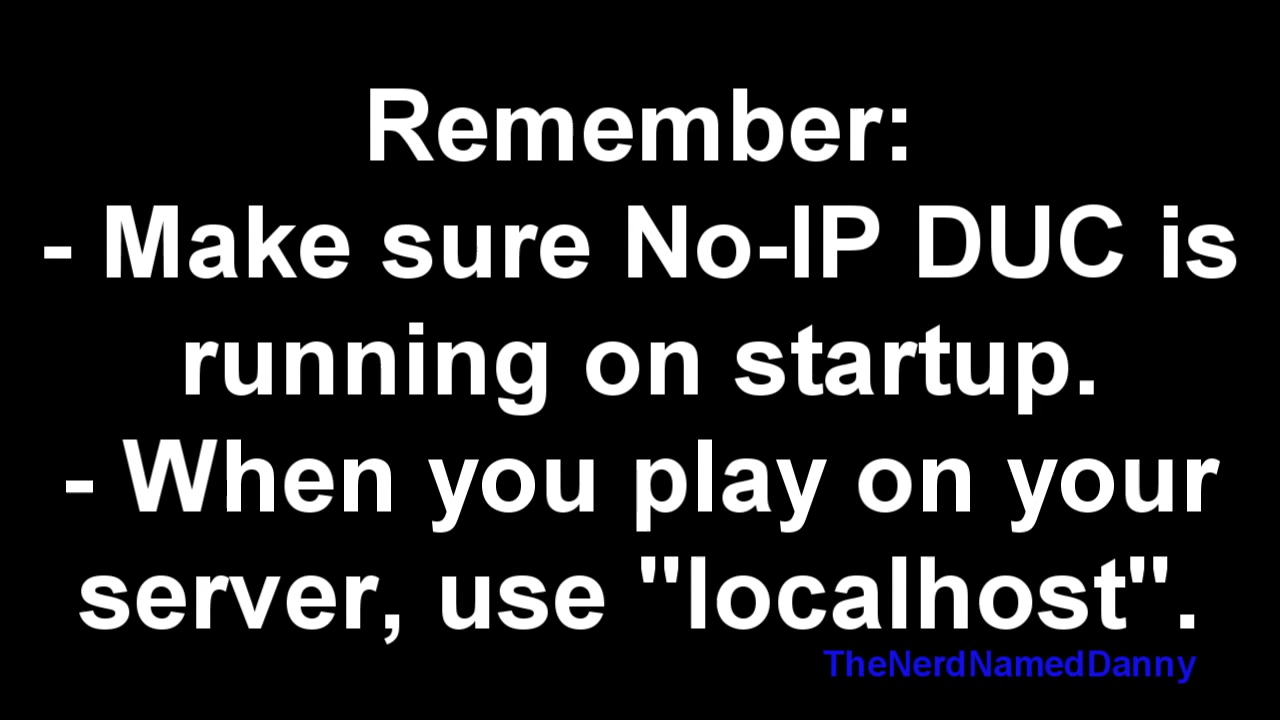 Remember:
- Make sure No-IP DUC is
running on startup.
- When you play on your
server, use "localhost".
TheNerdNamedDanny